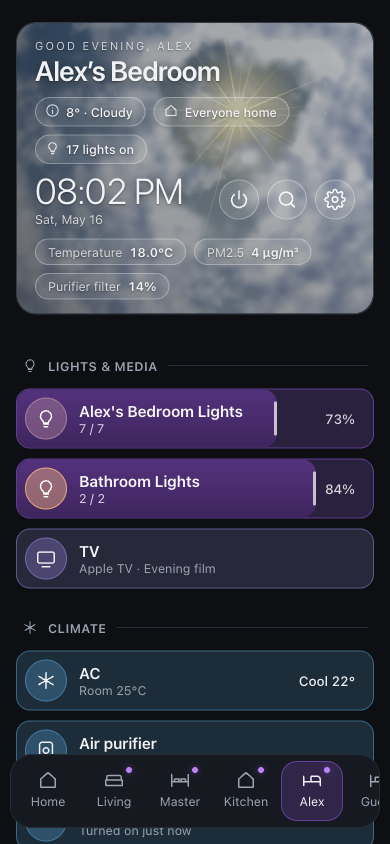 GOOD EVENING, ALEX
Alex's Bedroom
8° · Cloudy
Everyone home
17 lights on
08:02 PM
Sat, May 16
Temperature 18.0°C
PM2.5 4 µg/m³
Purifier filter 14%
LIGHTS & MEDIA
Alex's Bedroom Lights
7 / 7
73%
Bathroom Lights
2 / 2
84%
TV
Apple TV · Evening film
CLIMATE
AC
Room 25°C
Cool 22°
Air purifier
Home
Living
Master
Kitchen
Alex
Turned on just now